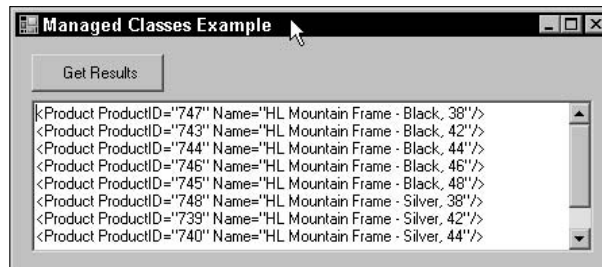 Managed Classes Example
Get Results
<Product ProductID="747" Name="HL Mountain Frame - Black, 38"/>
<Product ProductID="743" Name="HL Mountain Frame - Black, 42"/>
<Product ProductID="744" Name="HL Mountain Frame - Black, 44"/>
<Product ProductID="746" Name="HL Mountain Frame - Black, 46"/>
<Product ProductID="745" Name="HL Mountain Frame - Black, 48"/>
<Product ProductID="748" Name="HL Mountain Frame - Silver, 38"/>
<Product ProductID="739" Name="HL Mountain Frame - Silver, 42"/>
<Product ProductID="740" Name="HL Mountain Frame - Silver, 44"/>